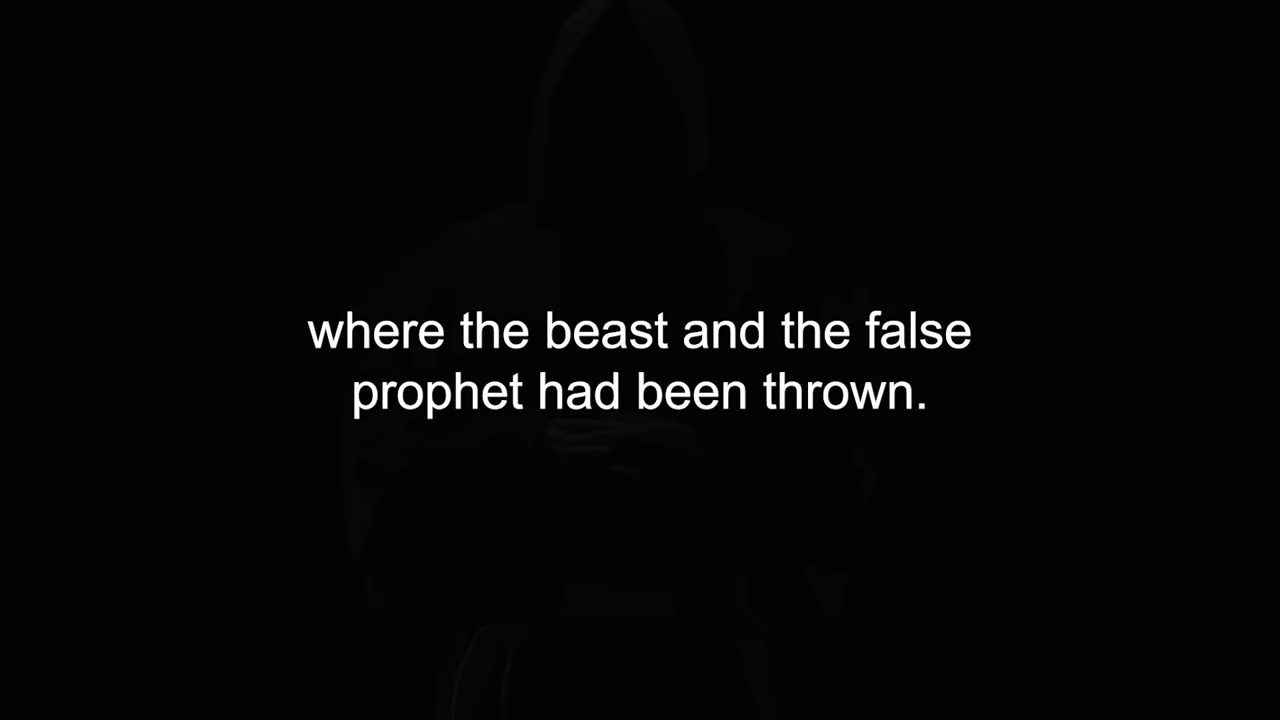 where the beast and the false
prophet had been thrown.